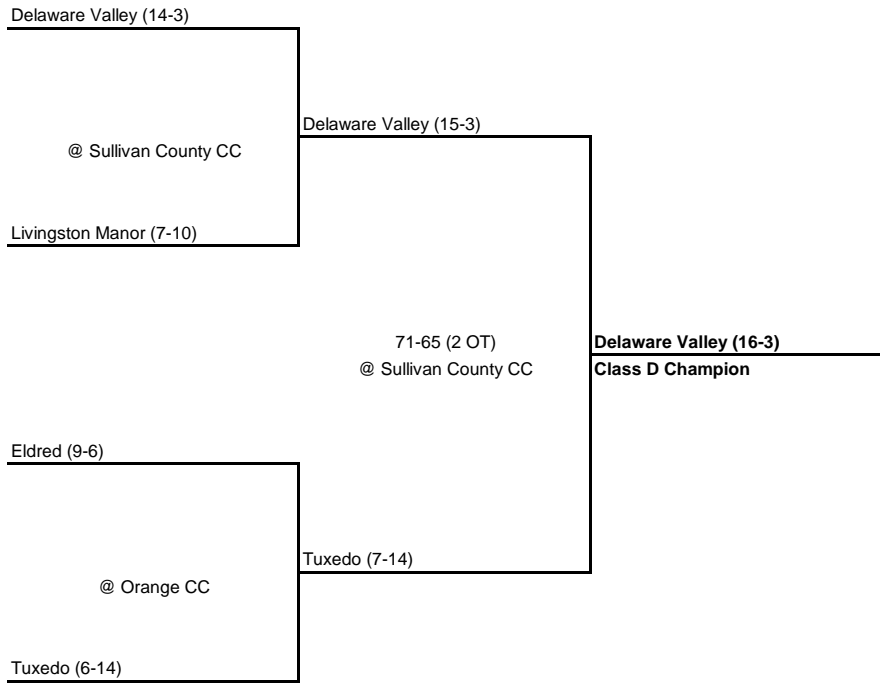 Delaware Valley (14-3)
Delaware Valley (15-3)
@ Sullivan County CC
Livingston Manor (7-10)
71-65 (2 OT)
Delaware Valley (16-3)
@ Sullivan County CC
Class D Champion
Eldred (9-6)
Tuxedo (7-14)
@ Orange CC
Tuxedo (6-14)